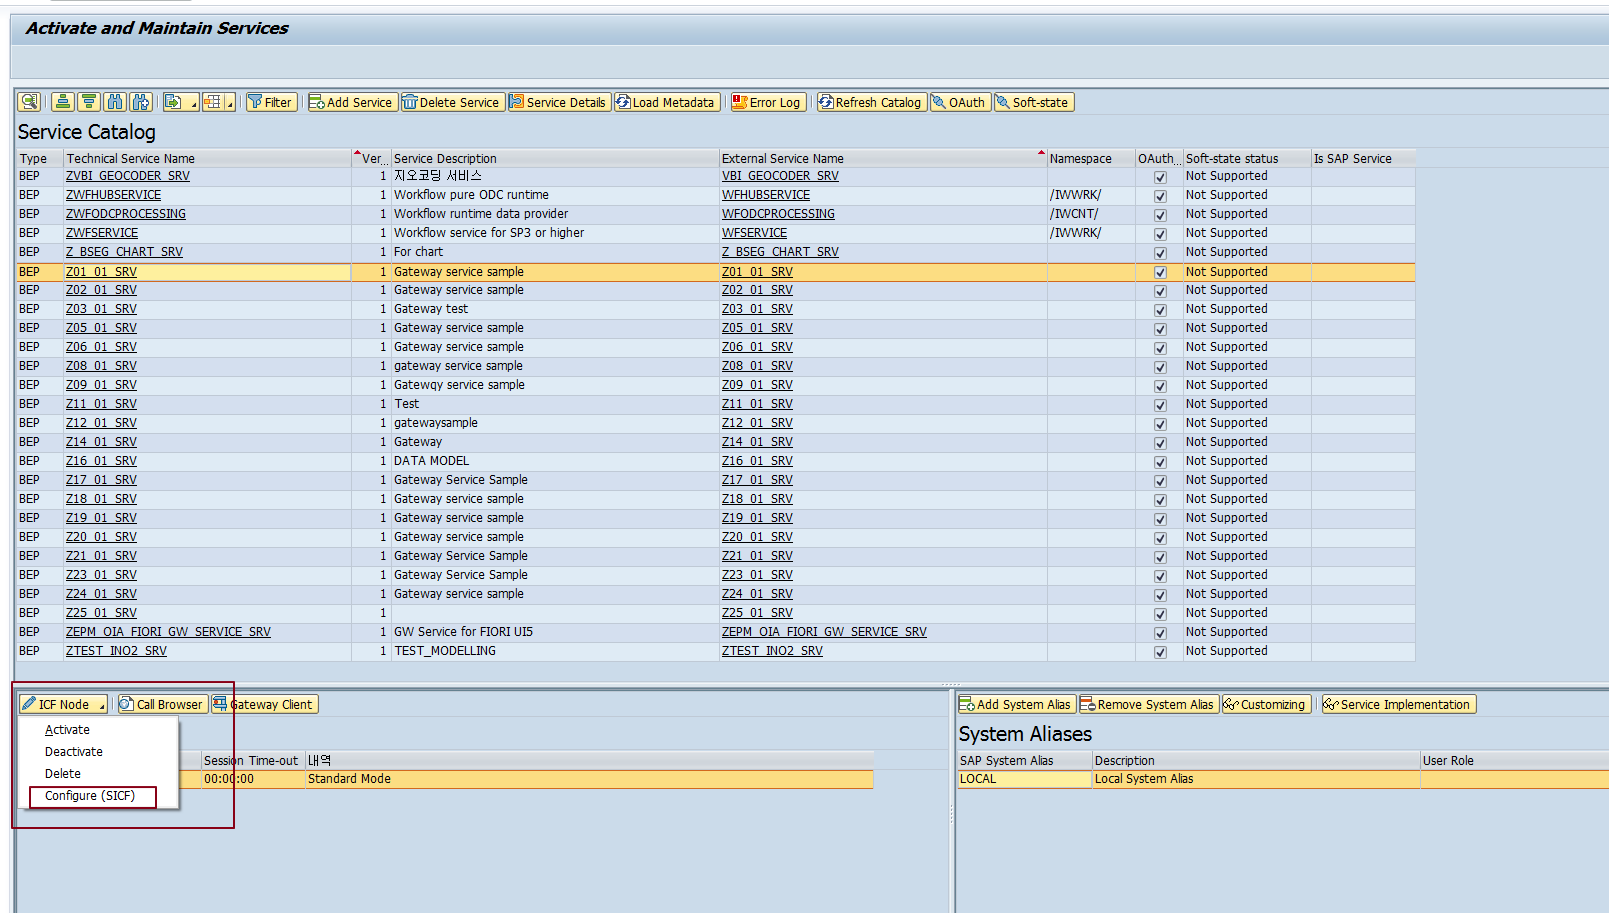 Activate and Maintain Services
Filter Add Service Delete Service Service Details Load Metadata Error Log Refresh Catalog OAuth Soft-state
Service Catalog
Type Technical Service Name Ver... Service Description External Service Name Namespace OAuth... Soft-state status Is SAP Service
BEP ZVBI_GEOCODER_SRV 1 지오코딩 서비스 VBI_GEOCODER_SRV Not Supported
BEP ZWFHUBSERVICE 1 Workflow pure ODC runtime WFHUBSERVICE /IWWRK/ Not Supported
BEP ZWFODCPROCESSING 1 Workflow runtime data provider WFODCPROCESSING /IWCNT/ Not Supported
BEP ZWFSERVICE 1 Workflow service for SP3 or higher WFSERVICE /IWWRK/ Not Supported
BEP Z_BSEG_CHART_SRV 1 For chart Z_BSEG_CHART_SRV Not Supported
BEP Z01_01_SRV 1 Gateway service sample Z01_01_SRV Not Supported
BEP Z02_01_SRV 1 Gateway service sample Z02_01_SRV Not Supported
BEP Z03_01_SRV 1 Gateway test Z03_01_SRV Not Supported
BEP Z05_01_SRV 1 Gateway service sample Z05_01_SRV Not Supported
BEP Z06_01_SRV 1 Gateway service sample Z06_01_SRV Not Supported
BEP Z08_01_SRV 1 gateway service sample Z08_01_SRV Not Supported
BEP Z09_01_SRV 1 Gatewqy service sample Z09_01_SRV Not Supported
BEP Z11_01_SRV 1 Test Z11_01_SRV Not Supported
BEP Z12_01_SRV 1 gatewaysample Z12_01_SRV Not Supported
BEP Z14_01_SRV 1 Gateway Z14_01_SRV Not Supported
BEP Z16_01_SRV 1 DATA MODEL Z16_01_SRV Not Supported
BEP Z17_01_SRV 1 Gateway Service Sample Z17_01_SRV Not Supported
BEP Z18_01_SRV 1 Gateway service sample Z18_01_SRV Not Supported
BEP Z19_01_SRV 1 Gateway service sample Z19_01_SRV Not Supported
BEP Z20_01_SRV 1 Gateway service sample Z20_01_SRV Not Supported
BEP Z21_01_SRV 1 Gateway Service Sample Z21_01_SRV Not Supported
BEP Z23_01_SRV 1 Gateway Service Sample Z23_01_SRV Not Supported
BEP Z24_01_SRV 1 Gateway service sample Z24_01_SRV Not Supported
BEP Z25_01_SRV 1 Z25_01_SRV Not Supported
BEP ZEPM_OIA_FIORI_GW_SERVICE_SRV 1 GW Service for FIORI UI5 ZEPM_OIA_FIORI_GW_SERVICE_SRV Not Supported
BEP ZTEST_INO2_SRV 1 TEST_MODELLING ZTEST_INO2_SRV Not Supported
ICF Node Call Browser Gateway Client
Activate
Deactivate
Delete
Configure (SICF)
Session Time-out 내역
00:00:00 Standard Mode
Add System Alias Remove System Alias Customizing Service Implementation
System Aliases
SAP System Alias Description User Role
LOCAL Local System Alias